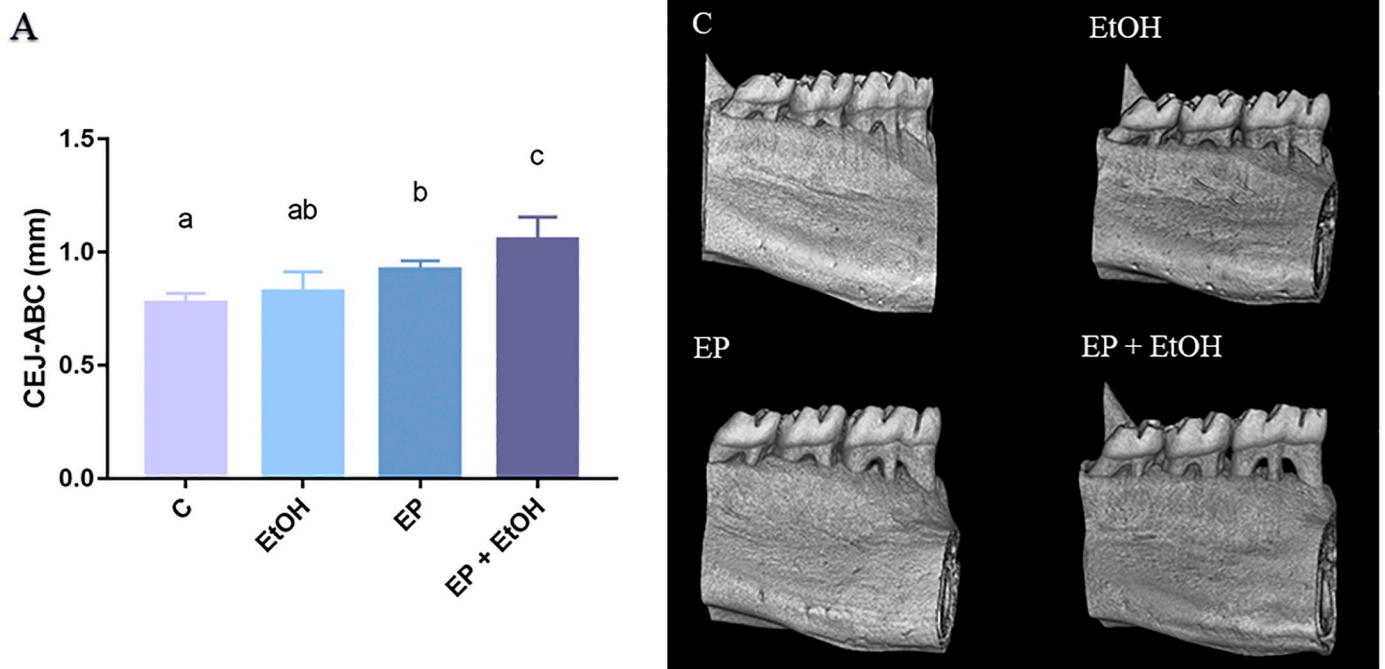 A
1.5
1.0
0.5
0.0
CEJ-ABC (mm)
a
ab
b
c
C
EtOH
EP
EP + EtOH
C
EtOH
EP
EP + EtOH